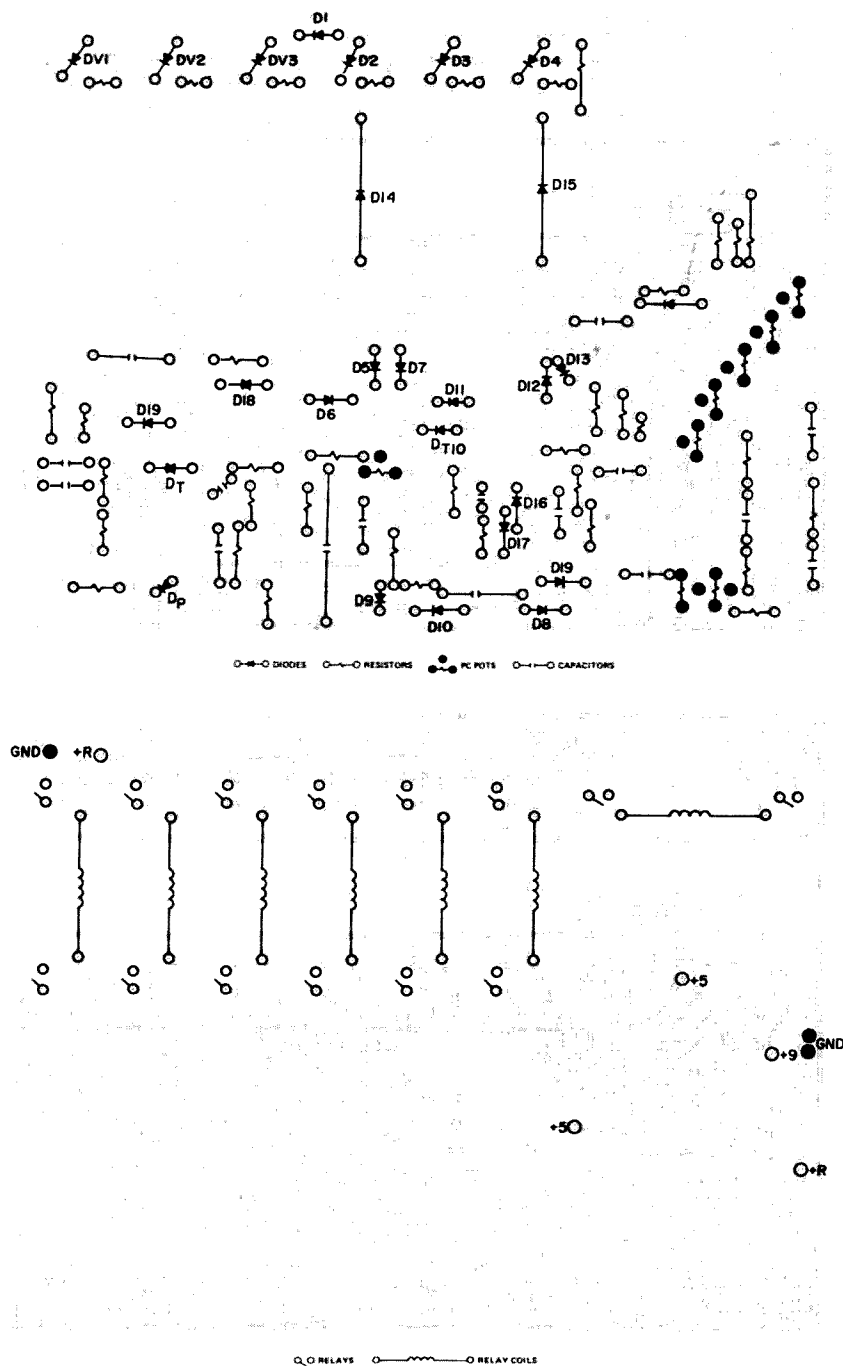 D1
DV1 DV2 DV3 D2 D3 D4
D14 D15
D5 D7 D13
D18 D12
D6 D11
D19
DT10
DT
D16
D17
D19
DP D9
D10 D8
DIODES RESISTORS PC POTS CAPACITORS
GND +R
+5
GND
+9
+5
+R
RELAYS RELAY COILS